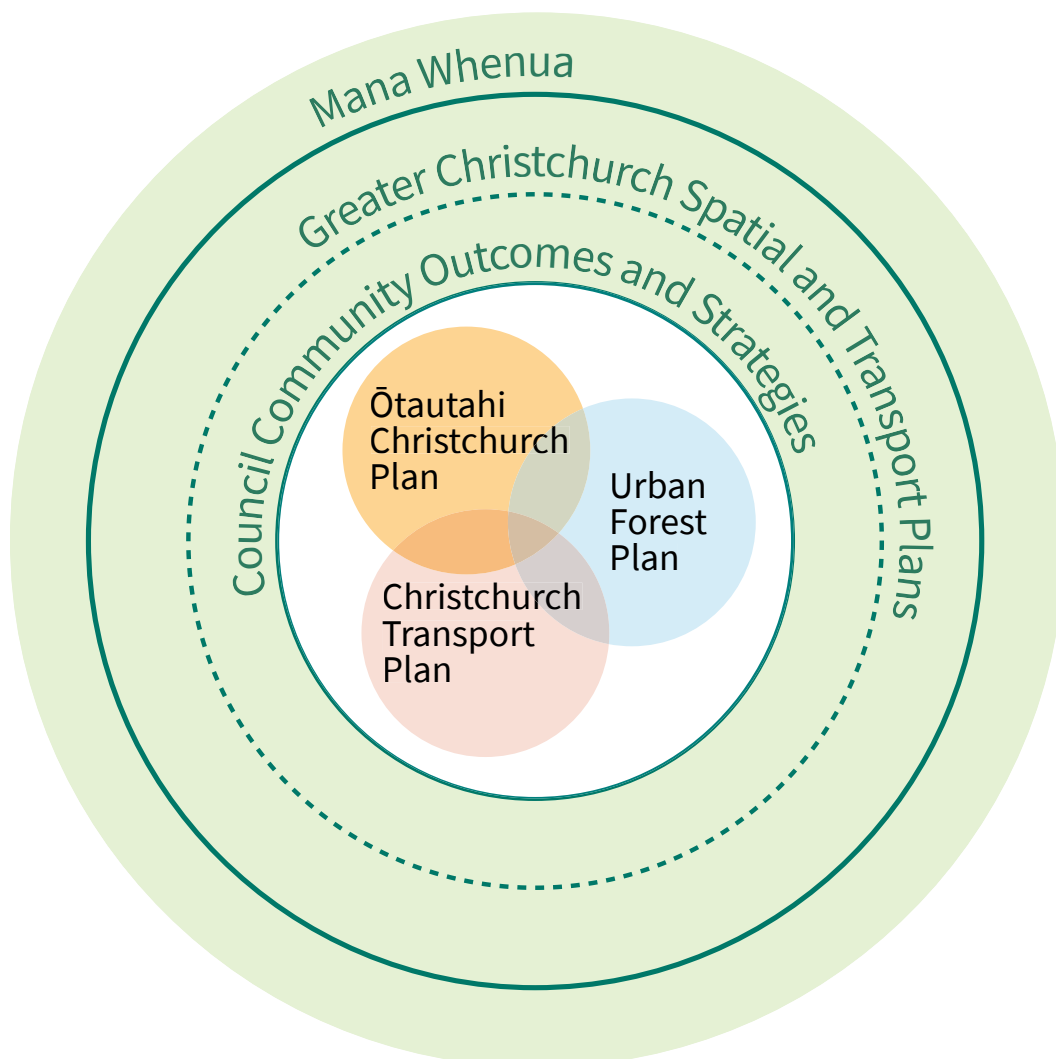 Mana Whenua
Greater Christchurch Spatial and Transport Plans
Council Community Outcomes and Strategies
Ōtautahi
Christchurch
Plan
Urban
Forest
Plan
Christchurch
Transport
Plan